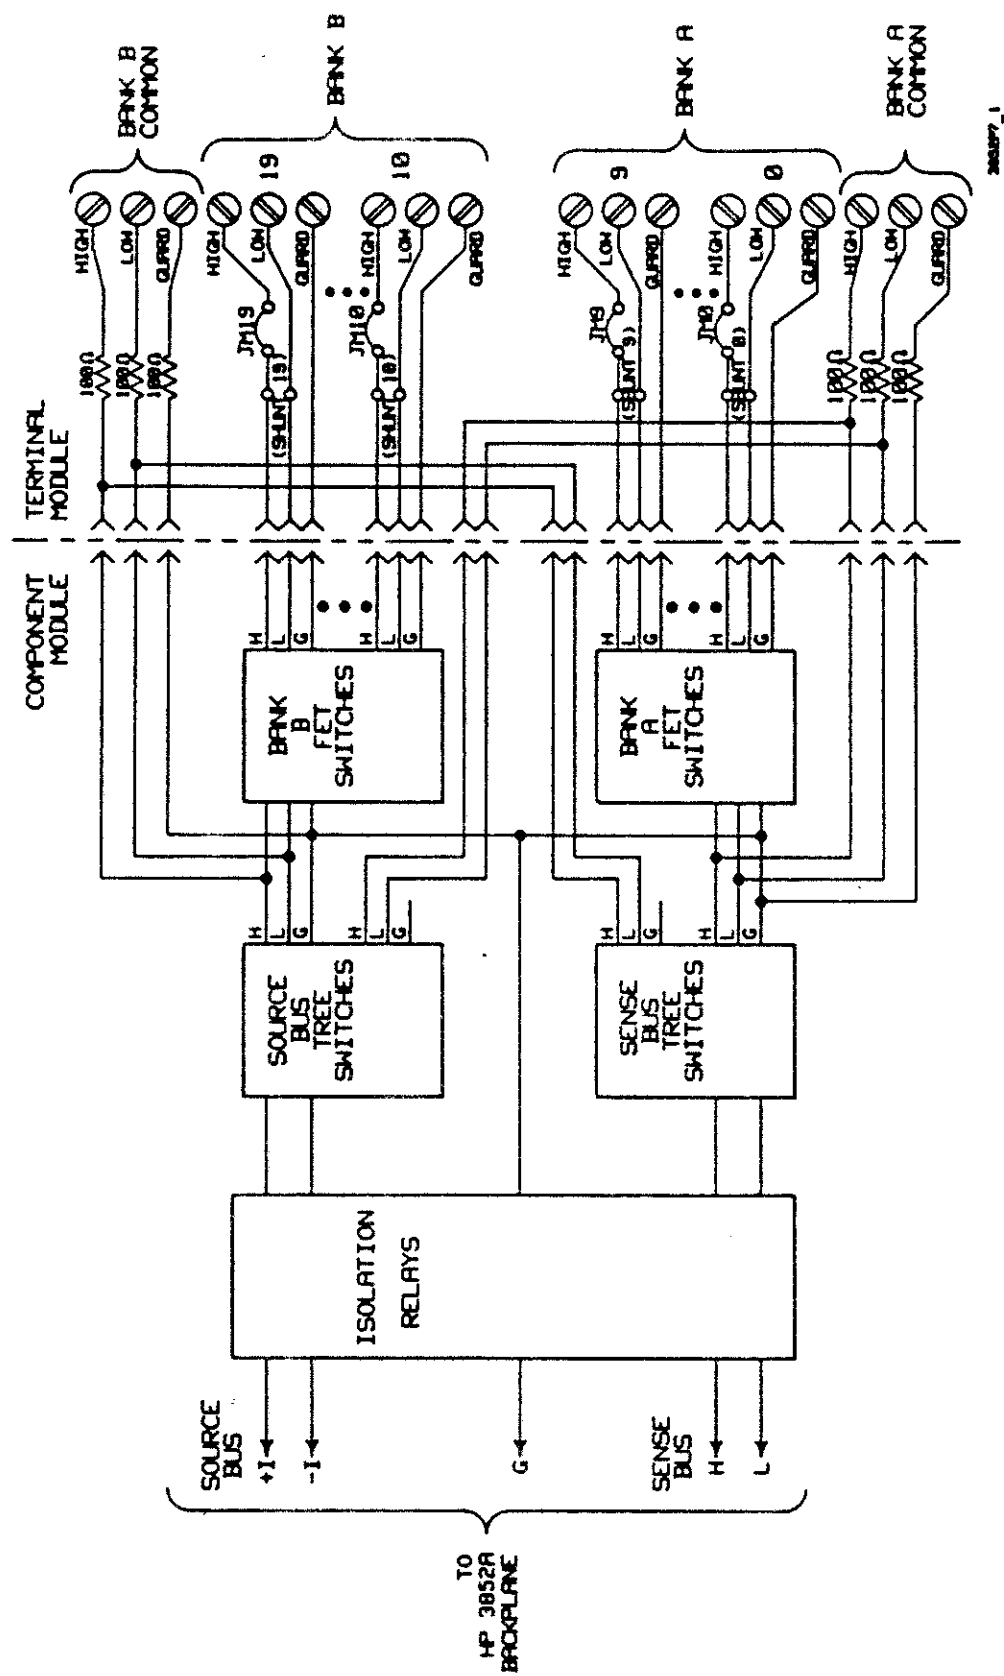 COMPONENT
MODULE
TERMINAL
MODULE
BANK B
COMMON
HIGH
LOW
GUARD
100Ω
100Ω
100Ω
BANK B
19
HIGH
LOW
GUARD
JM19
(SHUNT 19)
10
HIGH
LOW
GUARD
JM10
(SHUNT 10)
BANK A
9
HIGH
LOW
GUARD
JM9
(SHUNT 9)
0
HIGH
LOW
GUARD
JM0
(SHUNT 0)
BANK A
COMMON
HIGH
LOW
GUARD
100Ω
100Ω
100Ω
H
L
G
H
L
G
BANK
B
FET
SWITCHES
H
L
G
H
L
G
BANK
A
FET
SWITCHES
H
L
G
H
L
G
SOURCE
BUS
TREE
SWITCHES
H
L
G
H
L
G
SENSE
BUS
TREE
SWITCHES
ISOLATION
RELAYS
SOURCE
BUS
+I
-I
G
SENSE
BUS
H
L
TO
HP 3852A
BACKPLANE